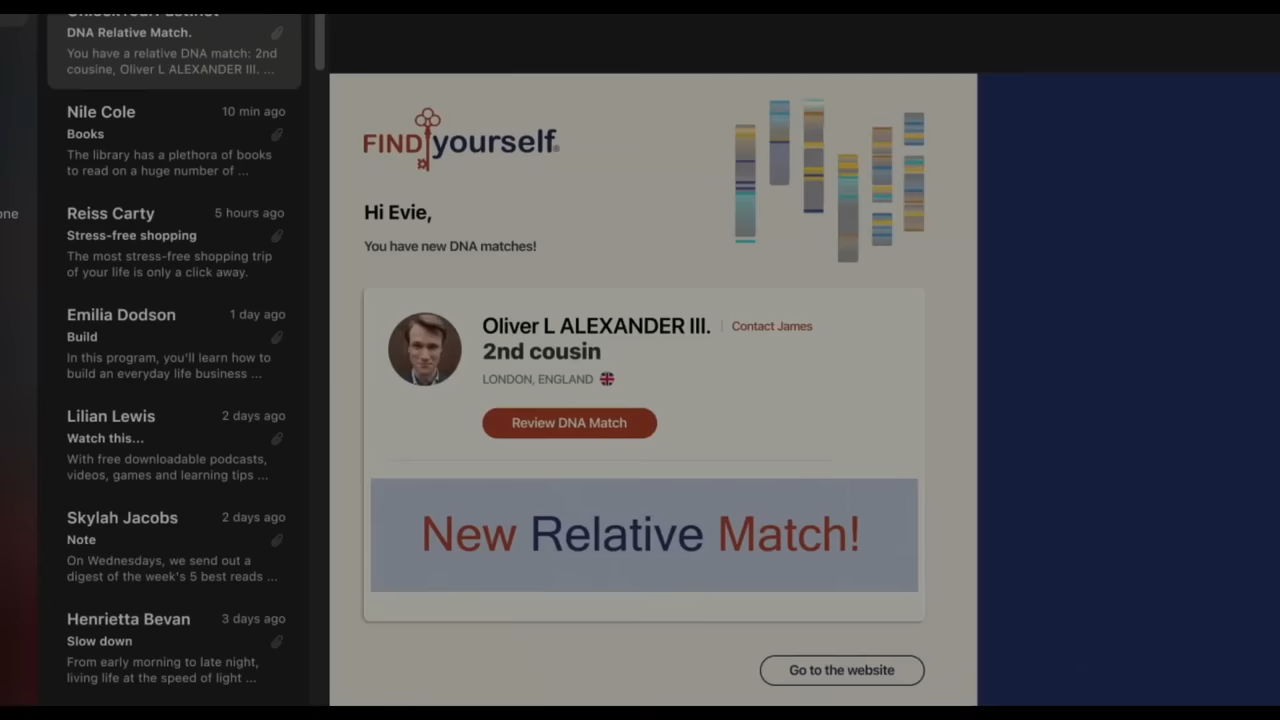 DNA Relative Match.
You have a relative DNA match: 2nd
cousine, Oliver L ALEXANDER III. ...
Nile Cole 10 min ago
Books
The library has a plethora of books
to read on a huge number of ...
Reiss Carty 5 hours ago
Stress-free shopping
The most stress-free shopping trip
of your life is only a click away.
Emilia Dodson 1 day ago
Build
In this program, you'll learn how to
build an everyday life business ...
Lilian Lewis 2 days ago
Watch this...
With free downloadable podcasts,
videos, games and learning tips ...
Skylah Jacobs 2 days ago
Note
On Wednesdays, we send out a
digest of the week's 5 best reads ...
Henrietta Bevan 3 days ago
Slow down
From early morning to late night,
living life at the speed of light ...
FIND yourself.
Hi Evie,
You have new DNA matches!
Oliver L ALEXANDER III. Contact James
2nd cousin
LONDON, ENGLAND
Review DNA Match
New Relative Match!
Go to the website